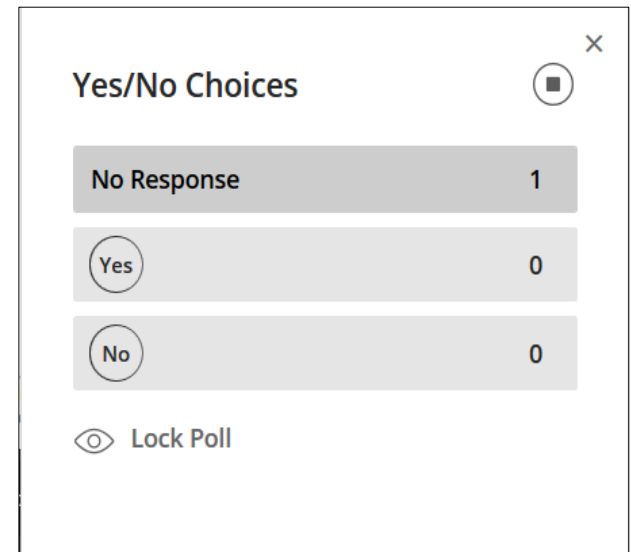 Yes/No Choices
No Response 1
Yes 0
No 0
Lock Poll